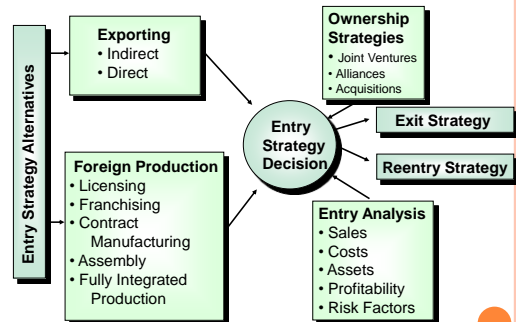 Entry Strategy Alternatives
Exporting
• Indirect
• Direct
Foreign Production
• Licensing
• Franchising
• Contract
Manufacturing
• Assembly
• Fully Integrated
Production
Entry
Strategy
Decision
Ownership
Strategies
• Joint Ventures
• Alliances
• Acquisitions
Exit Strategy
Reentry Strategy
Entry Analysis
• Sales
• Costs
• Assets
• Profitability
• Risk Factors